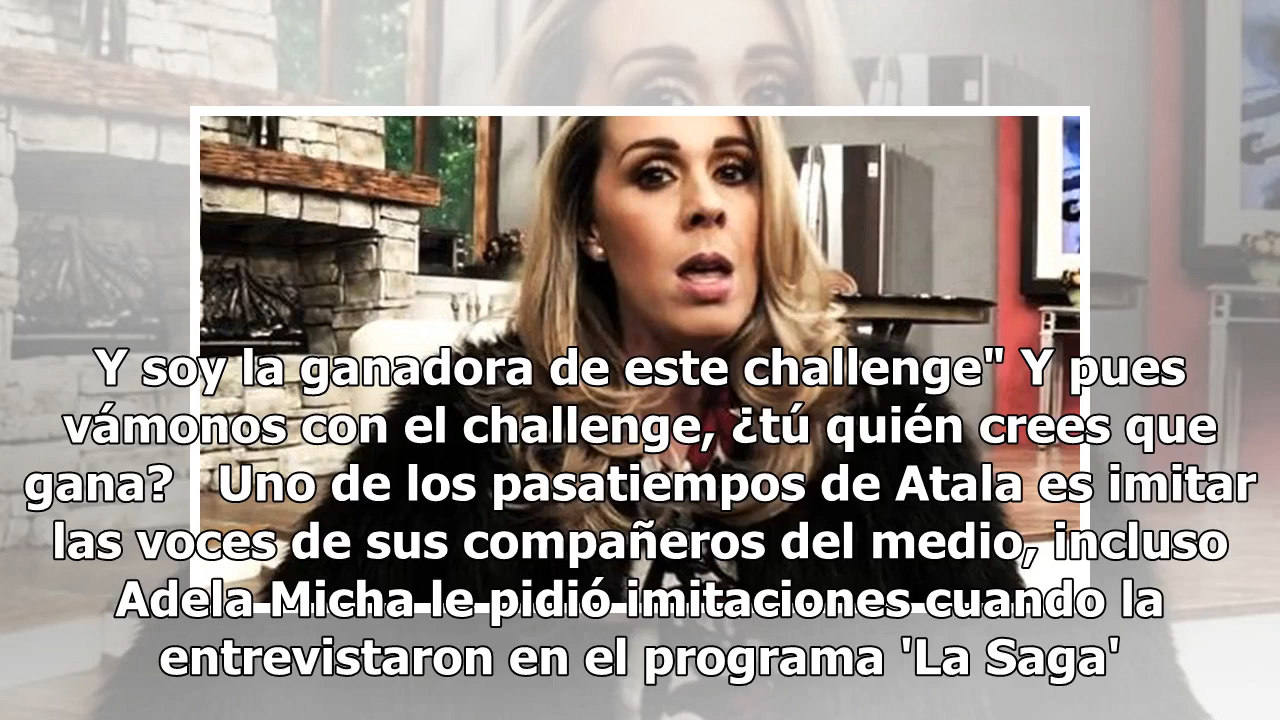 Y soy la ganadora de este challenge" Y pues
vámonos con el challenge, ¿tú quién crees que
gana?   Uno de los pasatiempos de Atala es imitar
las voces de sus compañeros del medio, incluso
Adela Micha le pidió imitaciones cuando la
entrevistaron en el programa 'La Saga'